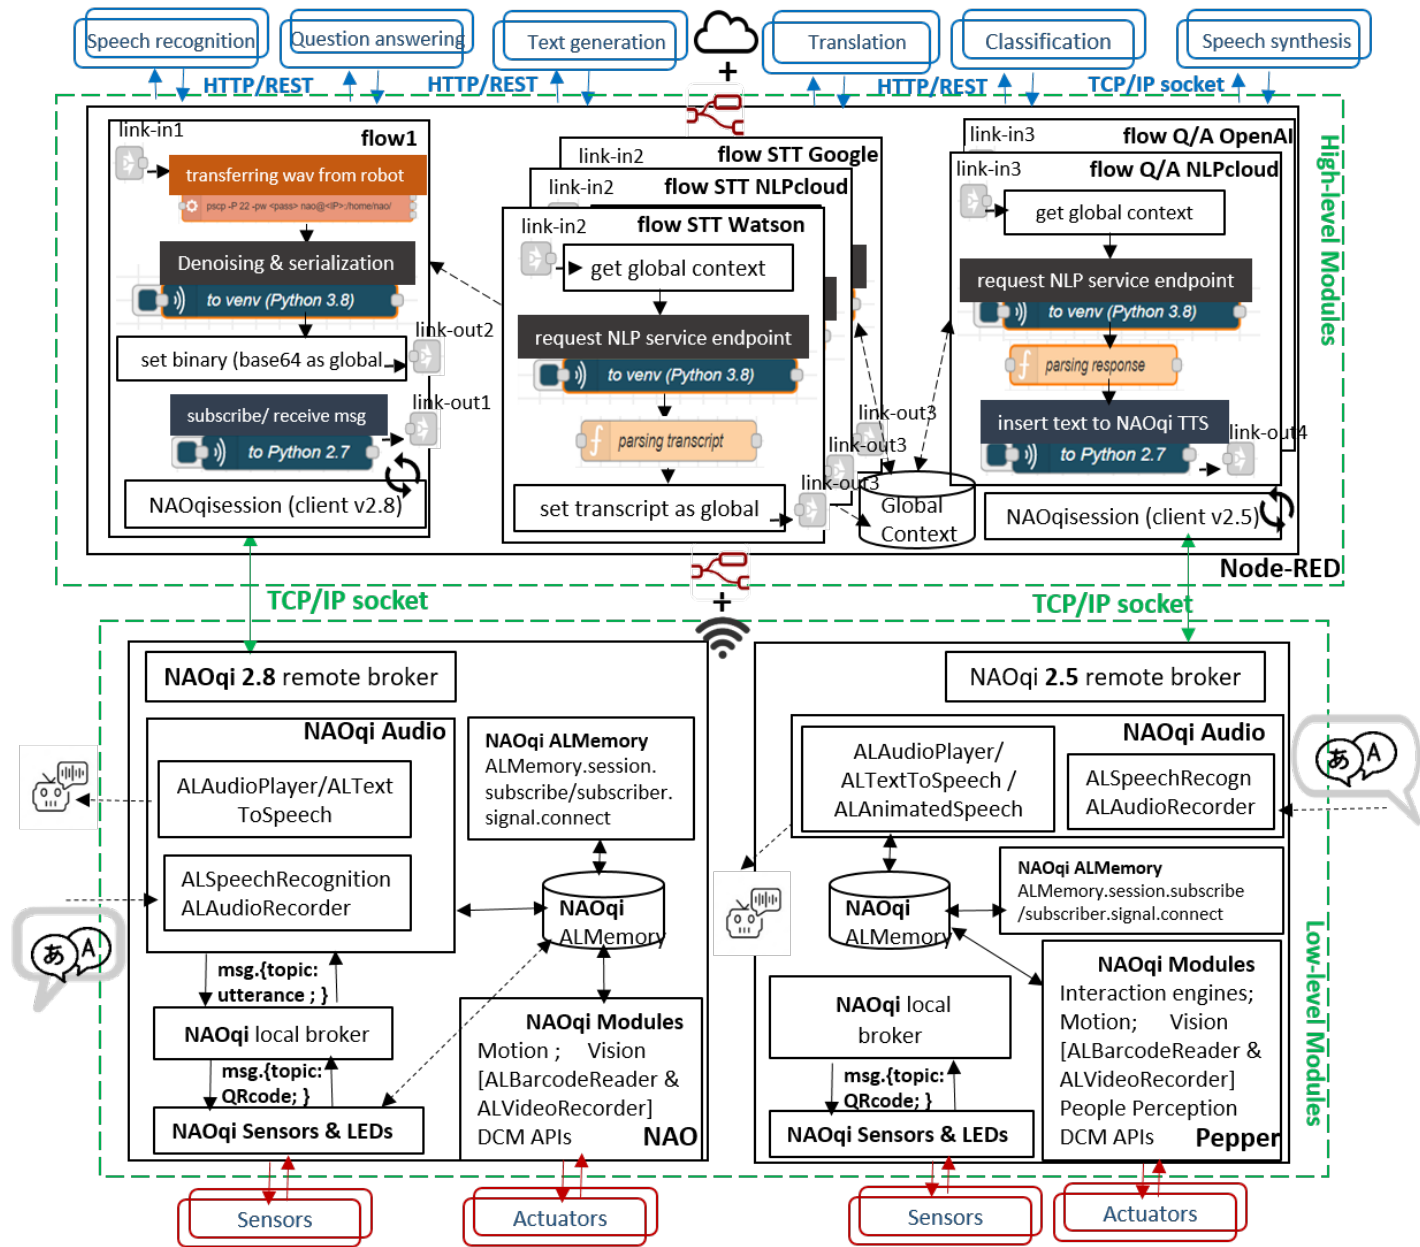 Speech recognition
Question answering
Text generation
Translation
Classification
Speech synthesis
+
HTTP/REST
HTTP/REST
HTTP/REST
TCP/IP socket
High-level Modules
link-in1
flow1
transferring wav from robot
pscp -P 22 -pw <pass> nao@<IP>:/home/nao/
Denoising & serialization
to venv (Python 3.8)
set binary (base64 as global
link-out2
subscribe/ receive msg
link-out1
to Python 2.7
NAOqisession (client v2.8)
link-in2
flow STT Google
link-in2
flow STT NLPcloud
link-in2
flow STT Watson
get global context
request NLP service endpoint
to venv (Python 3.8)
f
parsing transcript
set transcript as global
link-out3
link-out3
link-out3
Global
Context
link-in3
flow Q/A OpenAI
link-in3
flow Q/A NLPcloud
get global context
request NLP service endpoint
to venv (Python 3.8)
f
parsing response
insert text to NAOqi TTS
link-out4
to Python 2.7
NAOqisession (client v2.5)
Node-RED
TCP/IP socket
+
TCP/IP socket
Low-level Modules
NAOqi 2.8 remote broker
NAOqi Audio
ALAudioPlayer/ALText
ToSpeech
ALSpeechRecognition
ALAudioRecorder
NAOqi ALMemory
ALMemory.session.
subscribe/subscriber.
signal.connect
NAOqi
ALMemory
あ A
msg.{topic:
utterance ; }
NAOqi local broker
msg.{topic:
QRcode; }
NAOqi Sensors & LEDs
NAOqi Modules
Motion ; Vision
[ALBarcodeReader &
ALVideoRecorder]
DCM APIs
NAO
Sensors
Actuators
NAOqi 2.5 remote broker
NAOqi Audio
ALAudioPlayer/
ALTextToSpeech /
ALAnimatedSpeech
ALSpeechRecogn
ALAudioRecorder
あ A
NAOqi ALMemory
ALMemory.session.subscribe
/subscriber.signal.connect
NAOqi
ALMemory
NAOqi local
broker
msg.{topic:
QRcode; }
NAOqi Sensors & LEDs
NAOqi Modules
Interaction engines;
Motion; Vision
[ALBarcodeReader &
ALVideoRecorder]
People Perception
DCM APIs
Pepper
Sensors
Actuators